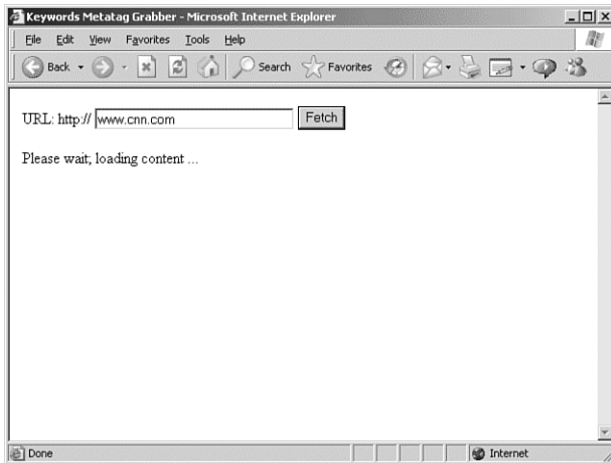 Keywords Metatag Grabber - Microsoft Internet Explorer
File Edit View Favorites Tools Help
Back Search Favorites
URL: http:// www.cnn.com Fetch
Please wait; loading content ...
Done Internet